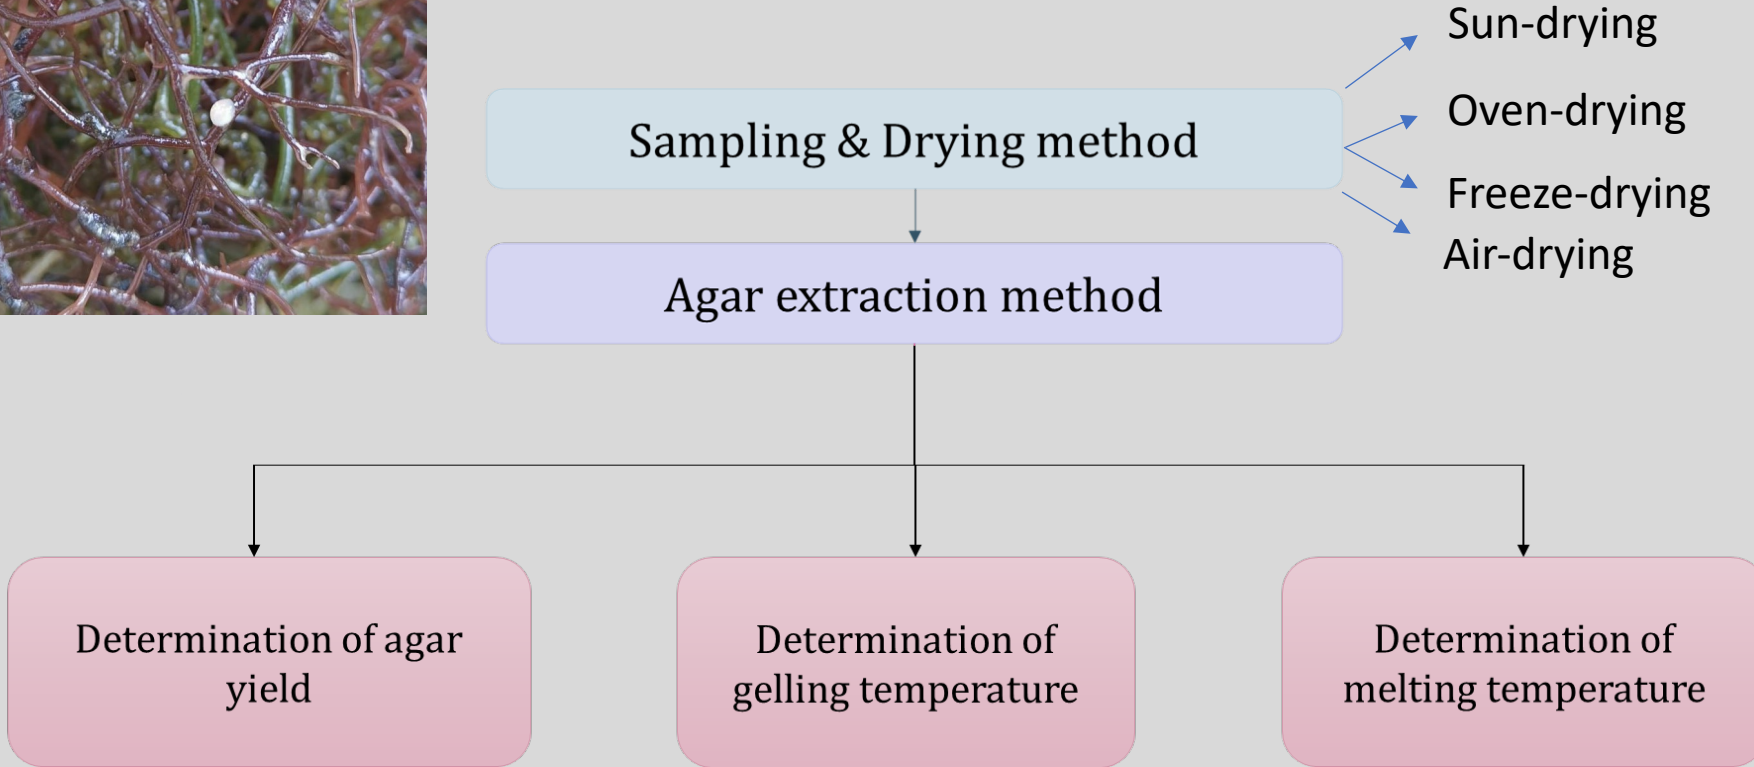 Sun-drying
Oven-drying
Sampling & Drying method
Freeze-drying
Air-drying
Agar extraction method
Determination of agar
yield
Determination of
gelling temperature
Determination of
melting temperature